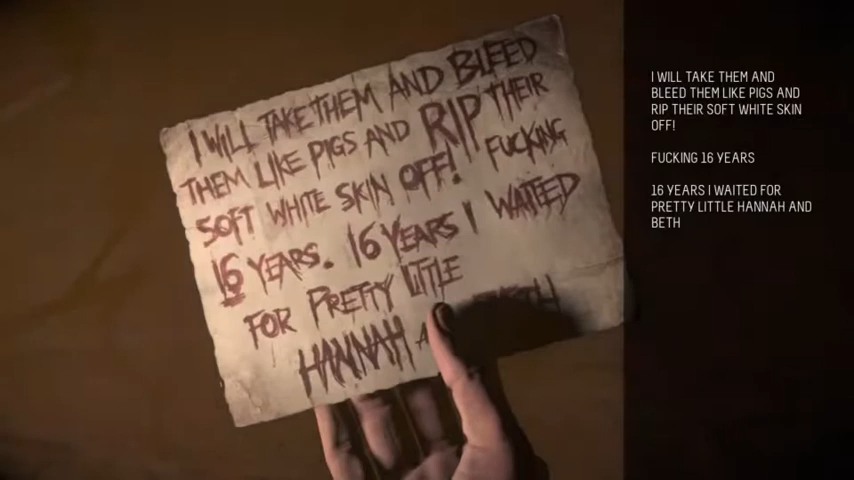 I WILL TAKE THEM AND BLEED
THEM LIKE PIGS AND RIP THEIR
SOFT WHITE SKIN OFF! FUCKING
16 YEARS. 16 YEARS I WAITED
FOR PRETTY LITTLE
HANNAH A
I WILL TAKE THEM AND
BLEED THEM LIKE PIGS AND
RIP THEIR SOFT WHITE SKIN
OFF!
FUCKING 16 YEARS
16 YEARS I WAITED FOR
PRETTY LITTLE HANNAH AND
BETH